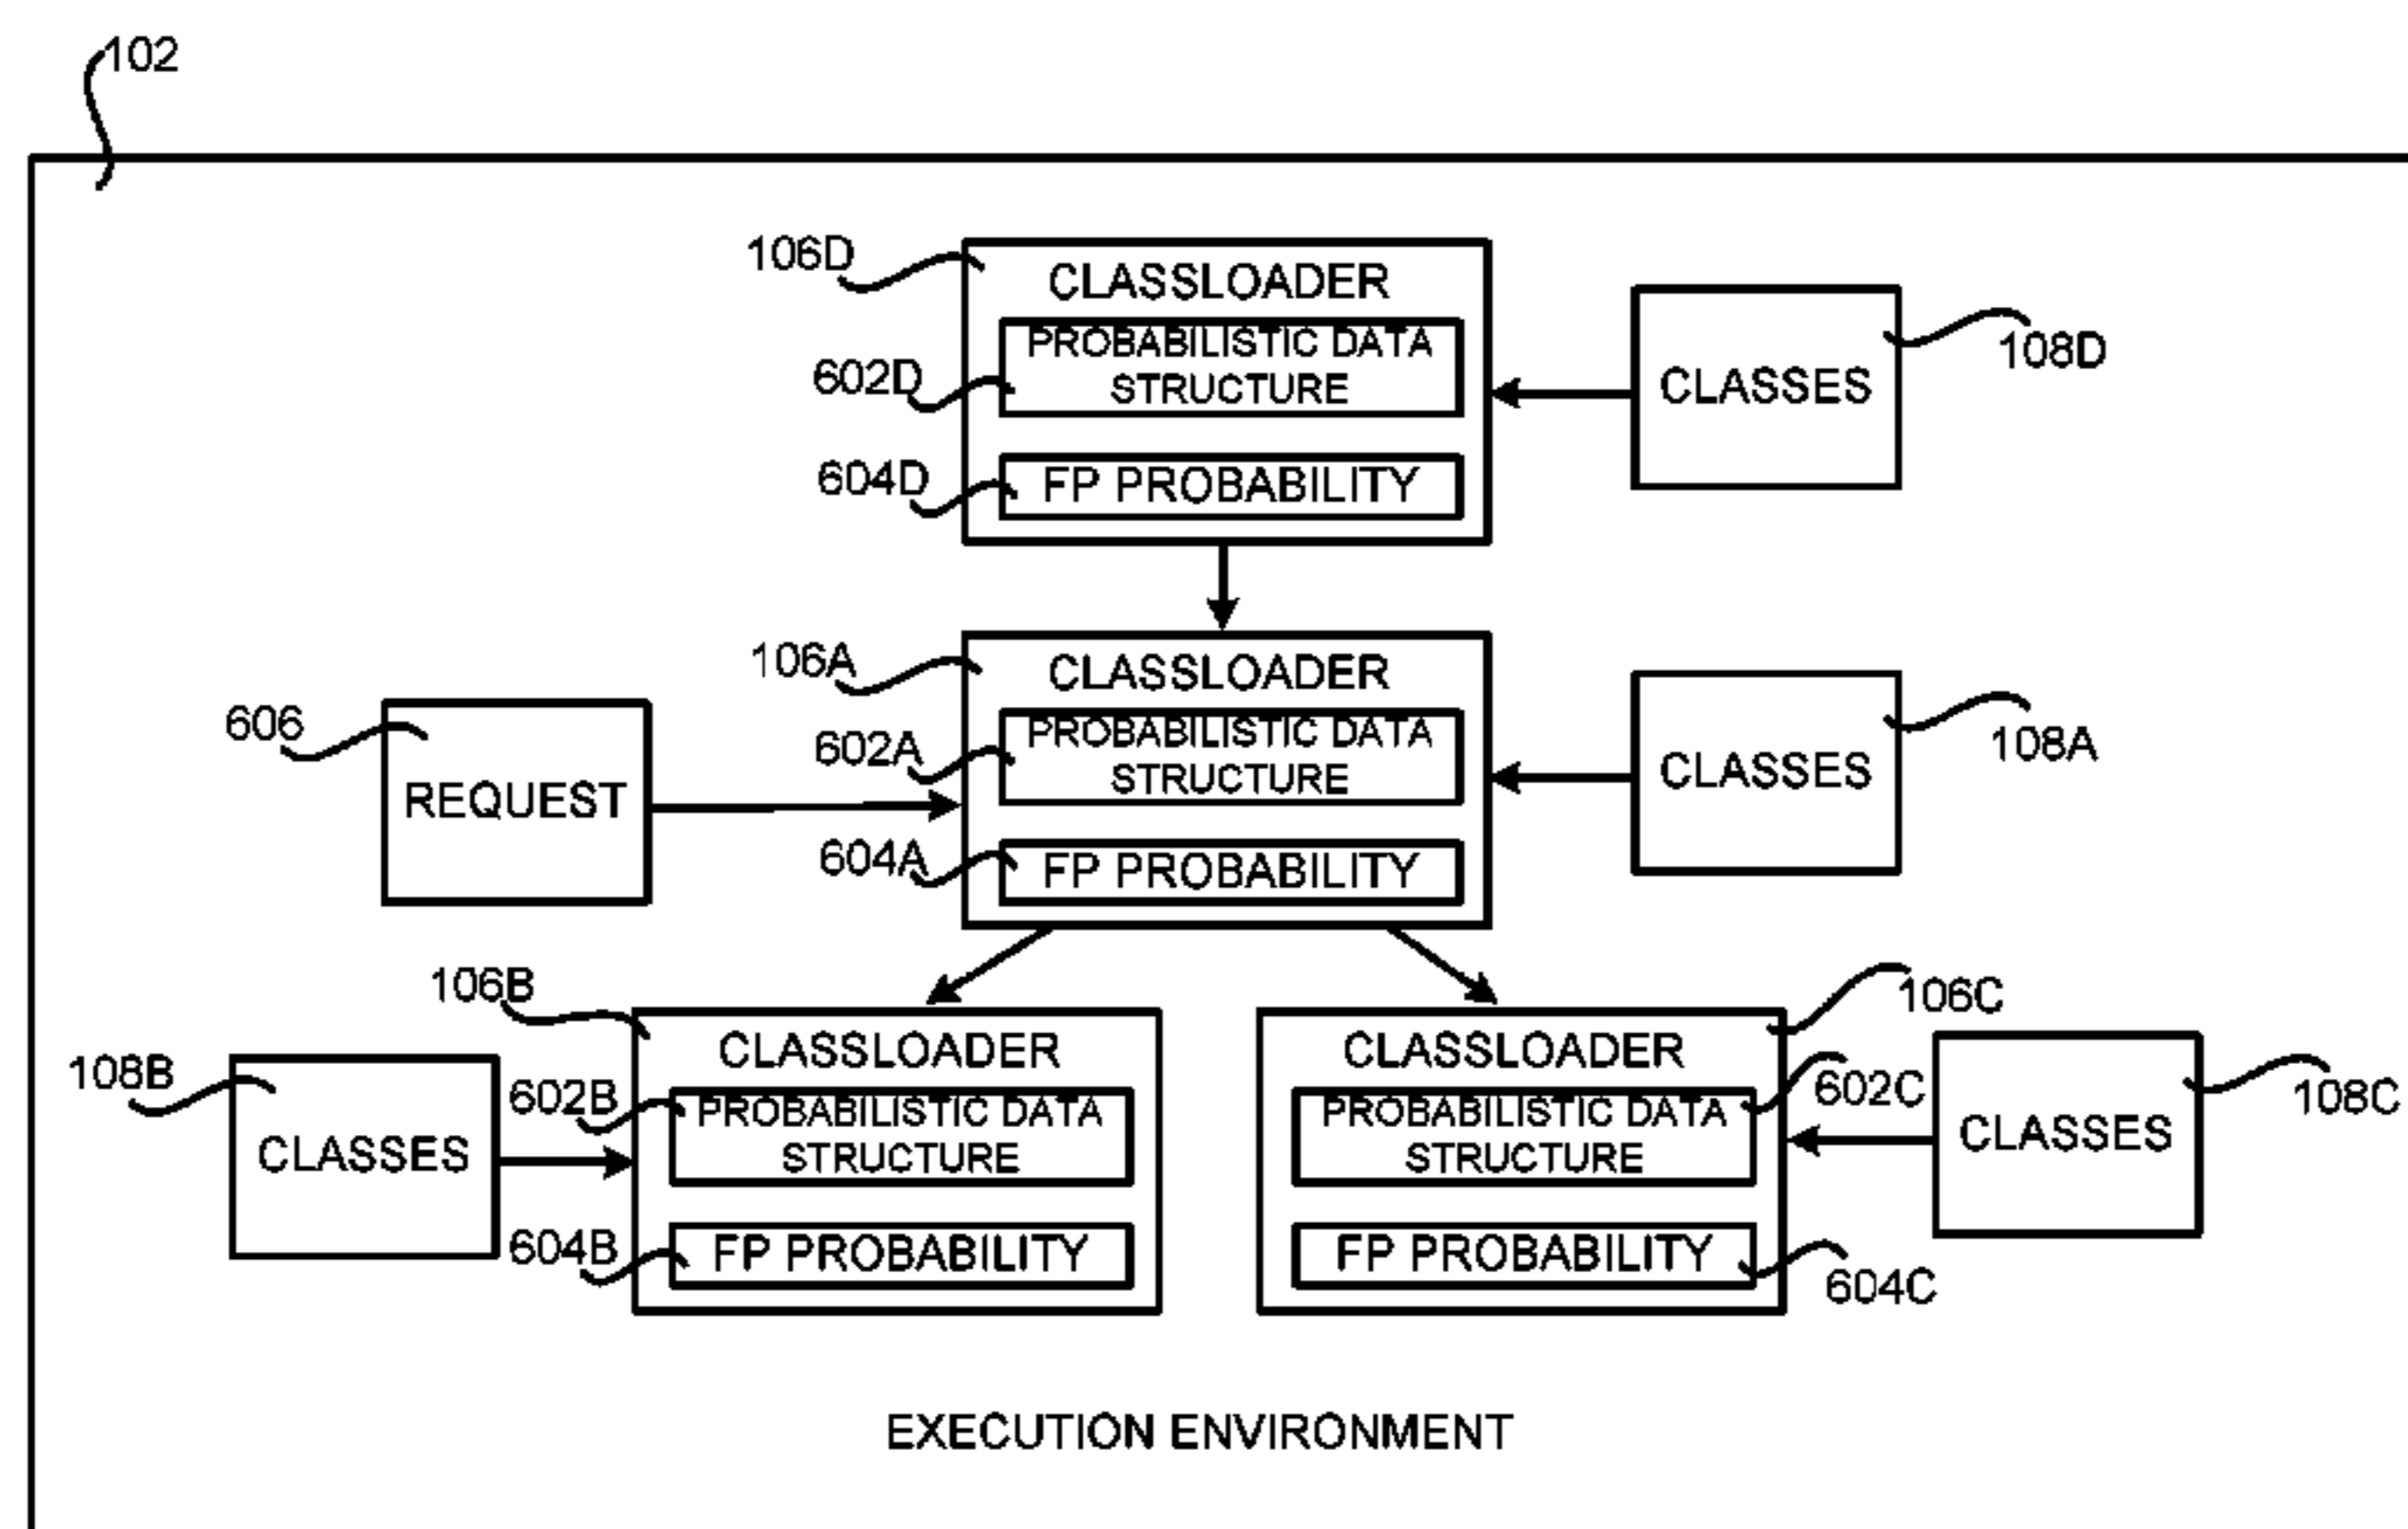 102
106D
CLASSLOADER
PROBABILISTIC DATA
STRUCTURE
602D
604D
FP PROBABILITY
CLASSES
108D
106A
CLASSLOADER
PROBABILISTIC DATA
STRUCTURE
602A
604A
FP PROBABILITY
606
REQUEST
CLASSES
108A
106B
CLASSLOADER
108B
CLASSES
602B
PROBABILISTIC DATA
STRUCTURE
604B
FP PROBABILITY
106C
CLASSLOADER
602C
PROBABILISTIC DATA
STRUCTURE
FP PROBABILITY
604C
CLASSES
108C
EXECUTION ENVIRONMENT